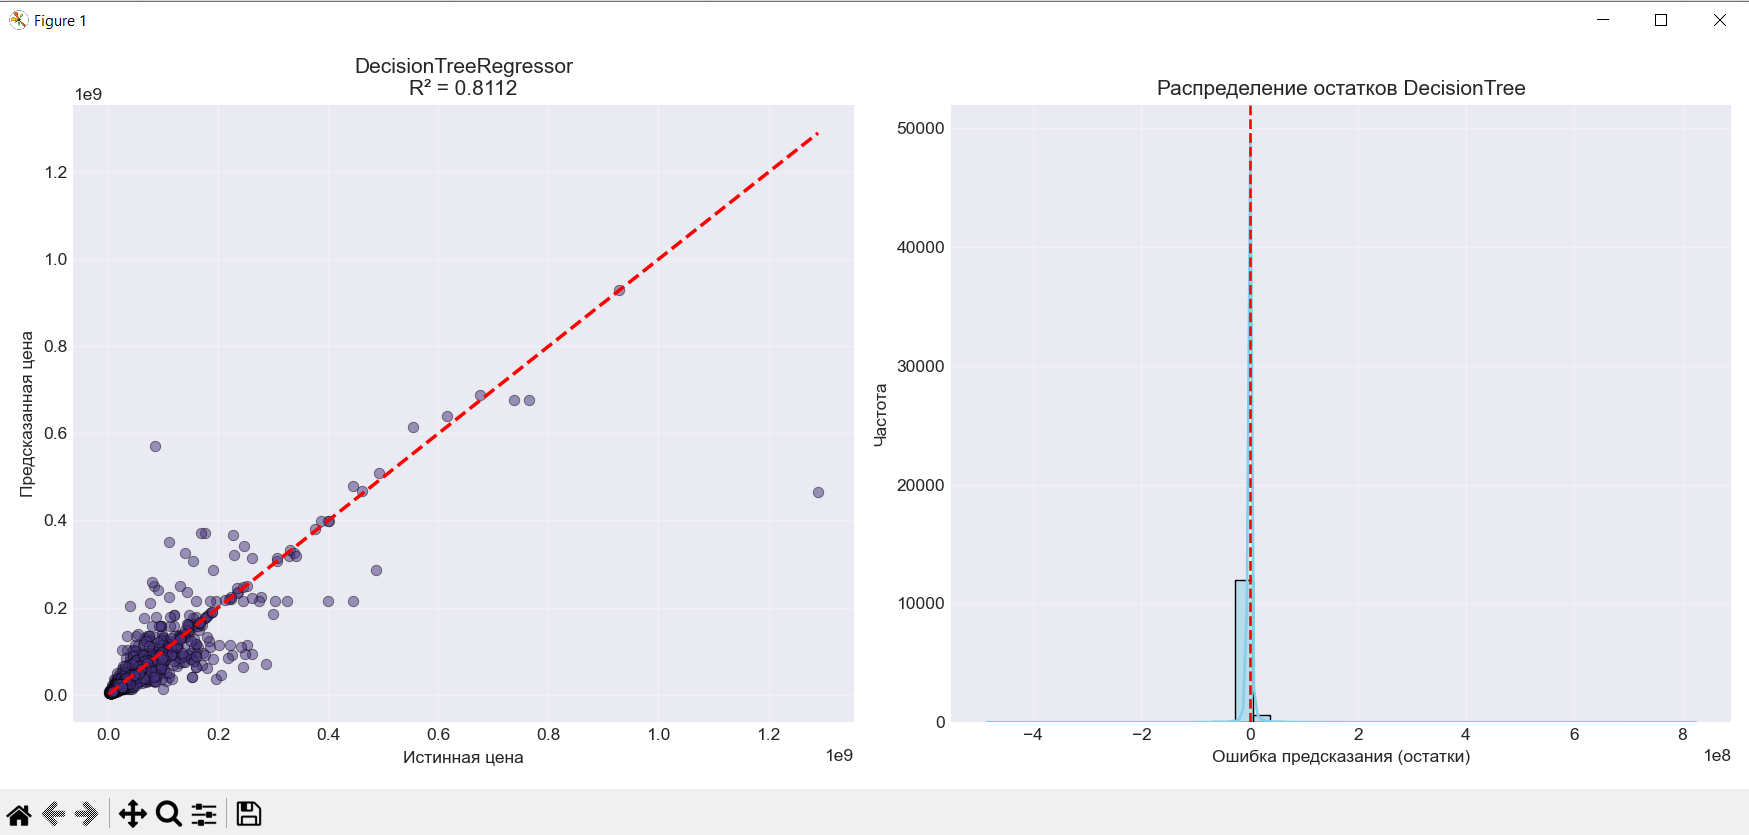 Figure 1
DecisionTreeRegressor
R² = 0.8112
1e9
1.2
1.0
0.8
0.6
0.4
0.2
0.0
Предсказанная цена
0.0 0.2 0.4 0.6 0.8 1.0 1.2
1e9
Истинная цена
Распределение остатков DecisionTree
50000
40000
30000
20000
10000
0
Частота
−4 −2 0 2 4 6 8
1e8
Ошибка предсказания (остатки)